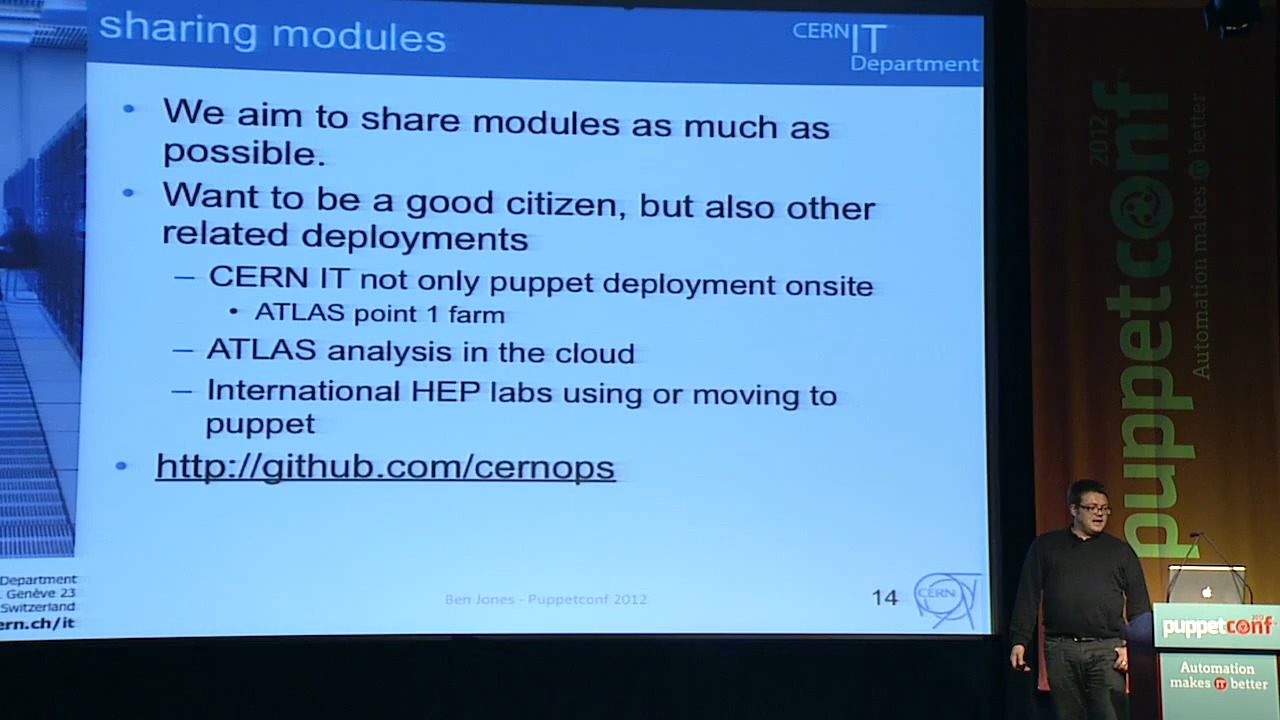 sharing modules
CERN IT
Department
• We aim to share modules as much as
possible.
• Want to be a good citizen, but also other
related deployments
– CERN IT not only puppet deployment onsite
• ATLAS point 1 farm
– ATLAS analysis in the cloud
– International HEP labs using or moving to
puppet
• http://github.com/cernops
Department
Genève 23
Switzerland
ern.ch/it
Ben Jones - Puppetconf 2012
14
CERN
puppetconf
2012
Automation makes IT better
puppetconf
2012
Automation
makes IT better